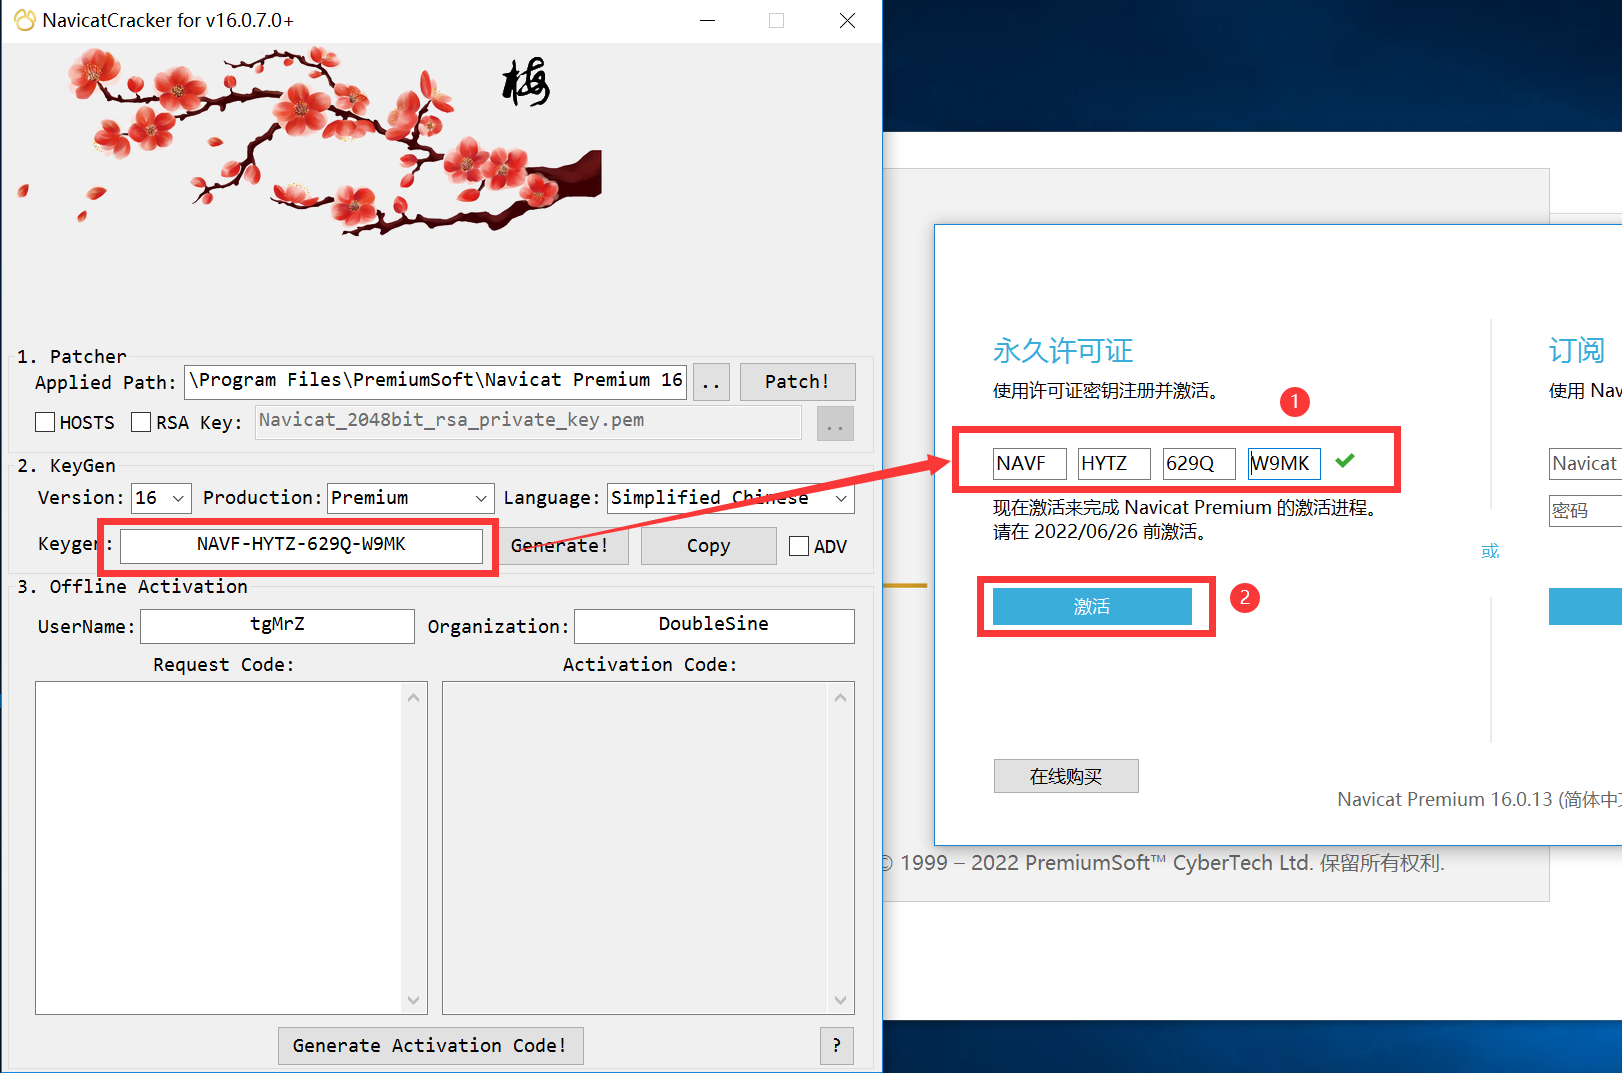 NavicatCracker for v16.0.7.0+
梅
1. Patcher
Applied Path: \Program Files\PremiumSoft\Navicat Premium 16 .. Patch!
HOSTS RSA Key: Navicat_2048bit_rsa_private_key.pem ..
2. KeyGen
Version: 16 Production: Premium Language: Simplified Chinese
Keygen: NAVF-HYTZ-629Q-W9MK Generate! Copy ADV
3. Offline Activation
UserName: tgMrZ Organization: DoubleSine
Request Code: Activation Code:
Generate Activation Code! ?
永久许可证
使用许可证密钥注册并激活。
1
NAVF HYTZ 629Q W9MK
现在激活来完成 Navicat Premium 的激活进程。
请在 2022/06/26 前激活。
激活
2
在线购买
或
订阅
使用 Nav
Navicat
密码
Navicat Premium 16.0.13 (简体中文
© 1999 – 2022 PremiumSoft™ CyberTech Ltd. 保留所有权利.